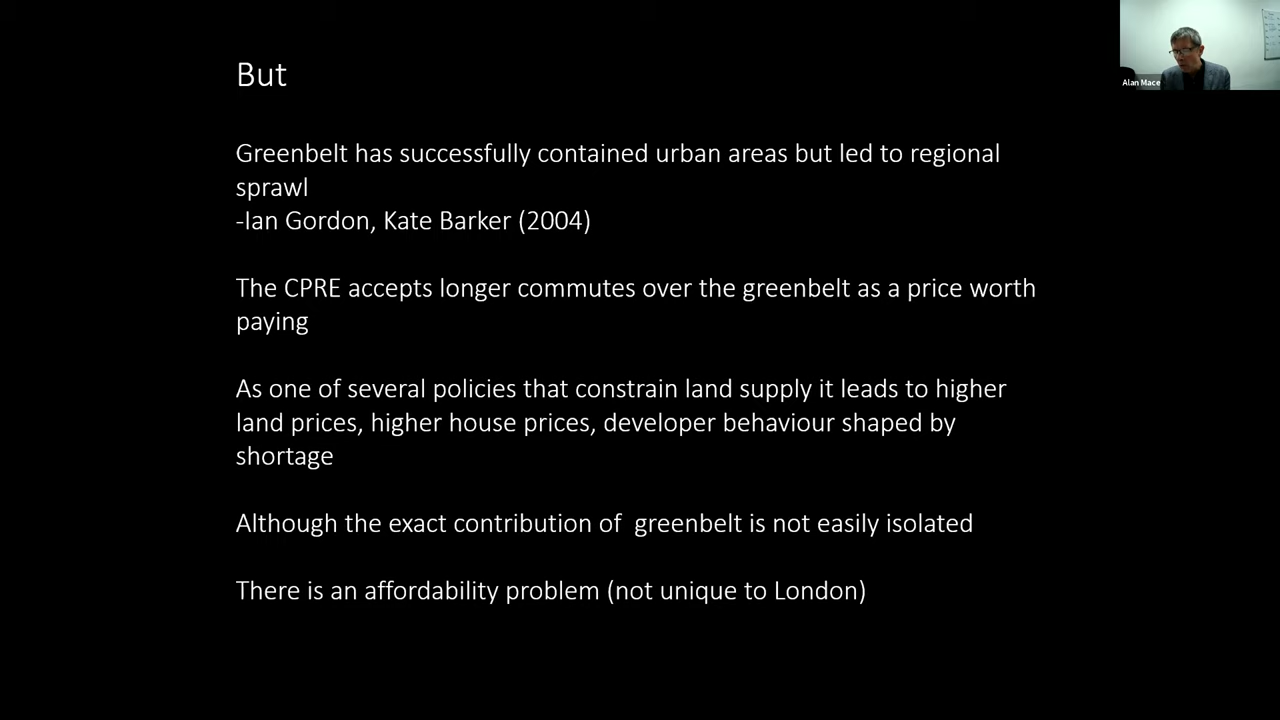 But
Greenbelt has successfully contained urban areas but led to regional
sprawl
-Ian Gordon, Kate Barker (2004)
The CPRE accepts longer commutes over the greenbelt as a price worth
paying
As one of several policies that constrain land supply it leads to higher
land prices, higher house prices, developer behaviour shaped by
shortage
Although the exact contribution of  greenbelt is not easily isolated
There is an affordability problem (not unique to London)
Alan Mace